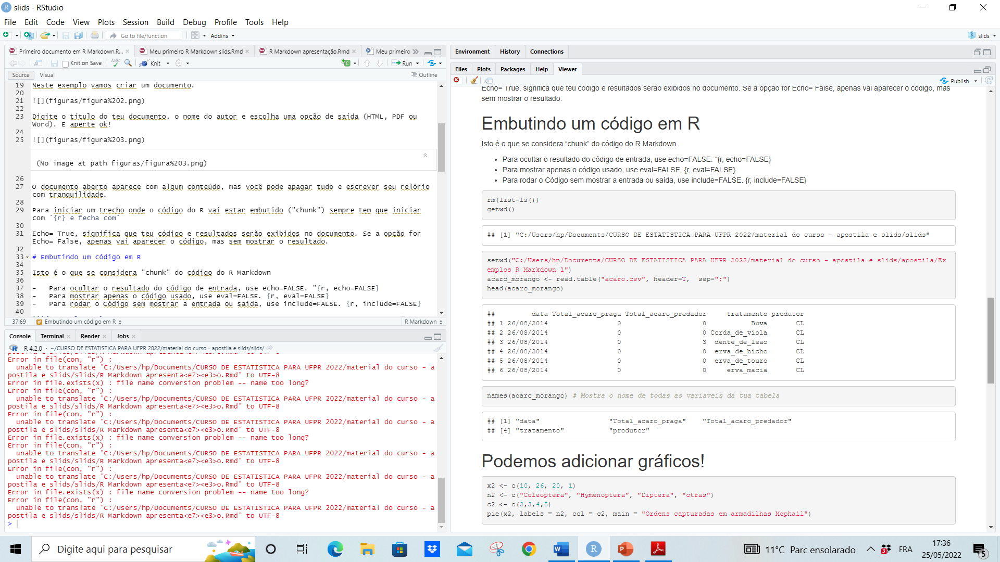 slids - RStudio
File Edit Code View Plots Session Build Debug Profile Tools Help
Go to file/function
Addins
slids
Primeiro documento em R Markdown.R...
Meu primeiro R Markdown slids.Rmd
R Markdown apresentação.Rmd
Meu primeiro
Knit on Save
ABC
Knit
Run
Source Visual
Outline
19 Neste exemplo vamos criar um documento.
20
21 ![](figuras/figura%202.png)
22
23 Digite o título do teu documento, o nome do autor e escolha uma opção de saída (HTML, PDF ou
Word). E aperte ok!
24
25 ![](figuras/figura%203.png)
(No image at path figuras/figura%203.png)
26
27 O documento aberto aparece com algum conteúdo, mas você pode apagar tudo e escrever seu relório
com tranquilidade.
28
29 Para iniciar um trecho onde o código do R vai estar embutido ("chunk") sempre tem que iniciar
com `{r} e fecha com`
30
31 Echo= True, significa que teu código e resultados serão exibidos no documento. Se a opção for
Echo= False, apenas vai aparecer o código, mas sem mostrar o resultado.
32
33 # Embutindo um código em R
34
35 Isto é o que se considera "chunk" do código do R Markdown
36
37 - Para ocultar o resultado do código de entrada, use echo=FALSE. "{r, echo=FALSE}
38 - Para mostrar apenas o código usado, use eval=FALSE. {r, eval=FALSE}
39 - Para rodar o Código sem mostrar a entrada ou saída, use include=FALSE. {r, include=FALSE}
40
37:69 # Embutindo um código em R
R Markdown
Console Terminal Render Jobs
R 4.2.0 · ~/CURSO DE ESTATISTICA PARA UFPR 2022/material do curso - apostila e slids/slids/
Error in file(con, "r") :
unable to translate 'C:/Users/hp/Documents/CURSO DE ESTATISTICA PARA UFPR 2022/material do curso - a
postila e slids/slids/R Markdown apresenta<e7><e3>o.Rmd' to UTF-8
Error in file.exists(x) : file name conversion problem -- name too long?
Error in file(con, "r") :
unable to translate 'C:/Users/hp/Documents/CURSO DE ESTATISTICA PARA UFPR 2022/material do curso - a
postila e slids/slids/R Markdown apresenta<e7><e3>o.Rmd' to UTF-8
Error in file(con, "r") :
unable to translate 'C:/Users/hp/Documents/CURSO DE ESTATISTICA PARA UFPR 2022/material do curso - a
postila e slids/slids/R Markdown apresenta<e7><e3>o.Rmd' to UTF-8
Error in file.exists(x) : file name conversion problem -- name too long?
Error in file(con, "r") :
unable to translate 'C:/Users/hp/Documents/CURSO DE ESTATISTICA PARA UFPR 2022/material do curso - a
postila e slids/slids/R Markdown apresenta<e7><e3>o.Rmd' to UTF-8
Error in file(con, "r") :
unable to translate 'C:/Users/hp/Documents/CURSO DE ESTATISTICA PARA UFPR 2022/material do curso - a
postila e slids/slids/R Markdown apresenta<e7><e3>o.Rmd' to UTF-8
Error in file.exists(x) : file name conversion problem -- name too long?
Error in file(con, "r") :
unable to translate 'C:/Users/hp/Documents/CURSO DE ESTATISTICA PARA UFPR 2022/material do curso - a
postila e slids/slids/R Markdown apresenta<e7><e3>o.Rmd' to UTF-8
>
Environment History Connections
Files Plots Packages Help Viewer
Publish
Echo= True, significa que teu código e resultados serão exibidos no documento. Se a opção for Echo= False, apenas vai aparecer o código, mas
sem mostrar o resultado.
Embutindo um código em R
Isto é o que se considera “chunk” do código do R Markdown
• Para ocultar o resultado do código de entrada, use echo=FALSE. “{r, echo=FALSE}
• Para mostrar apenas o código usado, use eval=FALSE. {r, eval=FALSE}
• Para rodar o Código sem mostrar a entrada ou saída, use include=FALSE. {r, include=FALSE}
rm(list=ls())
getwd()
## [1] "C:/Users/hp/Documents/CURSO DE ESTATISTICA PARA UFPR 2022/material do curso - apostila e slids/slids"
setwd("C:/Users/hp/Documents/CURSO DE ESTATISTICA PARA UFPR 2022/material do curso - apostila e slids/apostila/Ex
emplos R Markdown 1")
acaro_morango <- read.table("acaro.csv", header=T, sep=";")
head(acaro_morango)
## data Total_acaro_praga Total_acaro_predador tratamento produtor
## 1 26/08/2014 0 0 Buva CL
## 2 26/08/2014 0 0 Corda_de_viola CL
## 3 26/08/2014 0 3 dente_de_leao CL
## 4 26/08/2014 0 0 erva_de_bicho CL
## 5 26/08/2014 0 0 erva_de_touro CL
## 6 26/08/2014 0 0 erva_macia CL
names(acaro_morango) # Mostra o nome de todas as variaveis da tua tabela
## [1] "data" "Total_acaro_praga" "Total_acaro_predador"
## [4] "tratamento" "produtor"
Podemos adicionar gráficos!
x2 <- c(10, 26, 20, 1)
n2 <- c("Coleoptera", "Hymenoptera", "Diptera", "otras")
c2 <- c(2,3,4,5)
pie(x2, labels = n2, col = c2, main = "Ordens capturadas em armadilhas Mcphail")
Digite aqui para pesquisar
11°C Parc ensolarado
3
FRA
17:36
25/05/2022
5